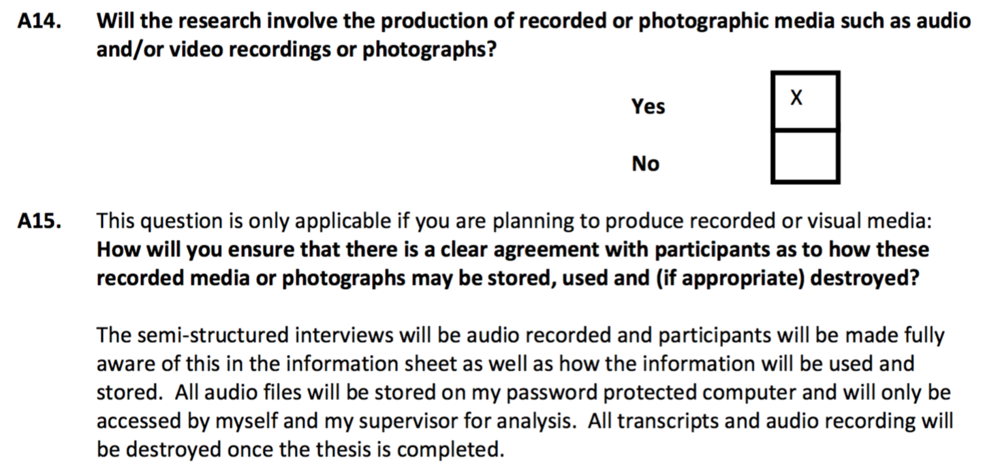 A14. Will the research involve the production of recorded or photographic media such as audio
and/or video recordings or photographs?
Yes X
No
A15. This question is only applicable if you are planning to produce recorded or visual media:
How will you ensure that there is a clear agreement with participants as to how these
recorded media or photographs may be stored, used and (if appropriate) destroyed?
The semi-structured interviews will be audio recorded and participants will be made fully
aware of this in the information sheet as well as how the information will be used and
stored.  All audio files will be stored on my password protected computer and will only be
accessed by myself and my supervisor for analysis.  All transcripts and audio recording will
be destroyed once the thesis is completed.